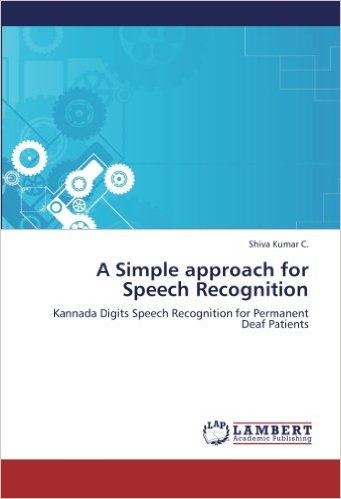 Shiva Kumar C.
A Simple approach for
Speech Recognition
Kannada Digits Speech Recognition for Permanent
Deaf Patients
LAP LAMBERT
Academic Publishing